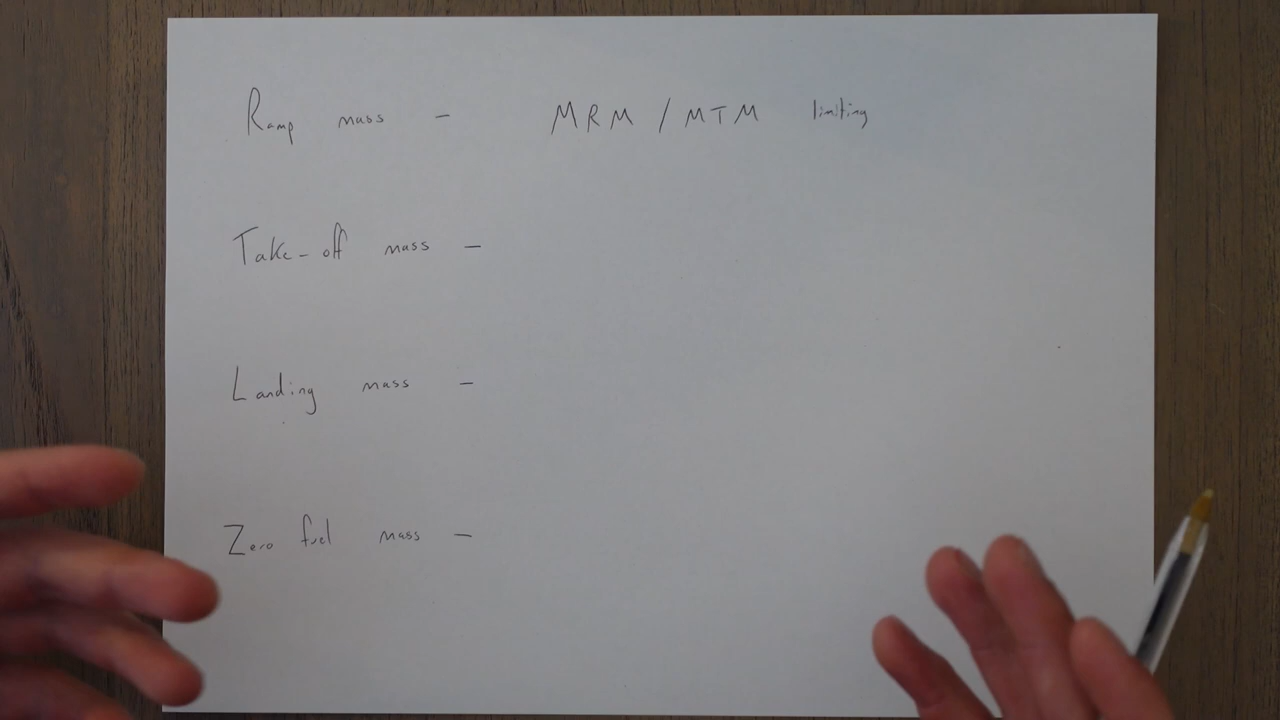 Ramp mass - MRM / MTM limiting
Take-off mass -
Landing mass -
Zero fuel mass -